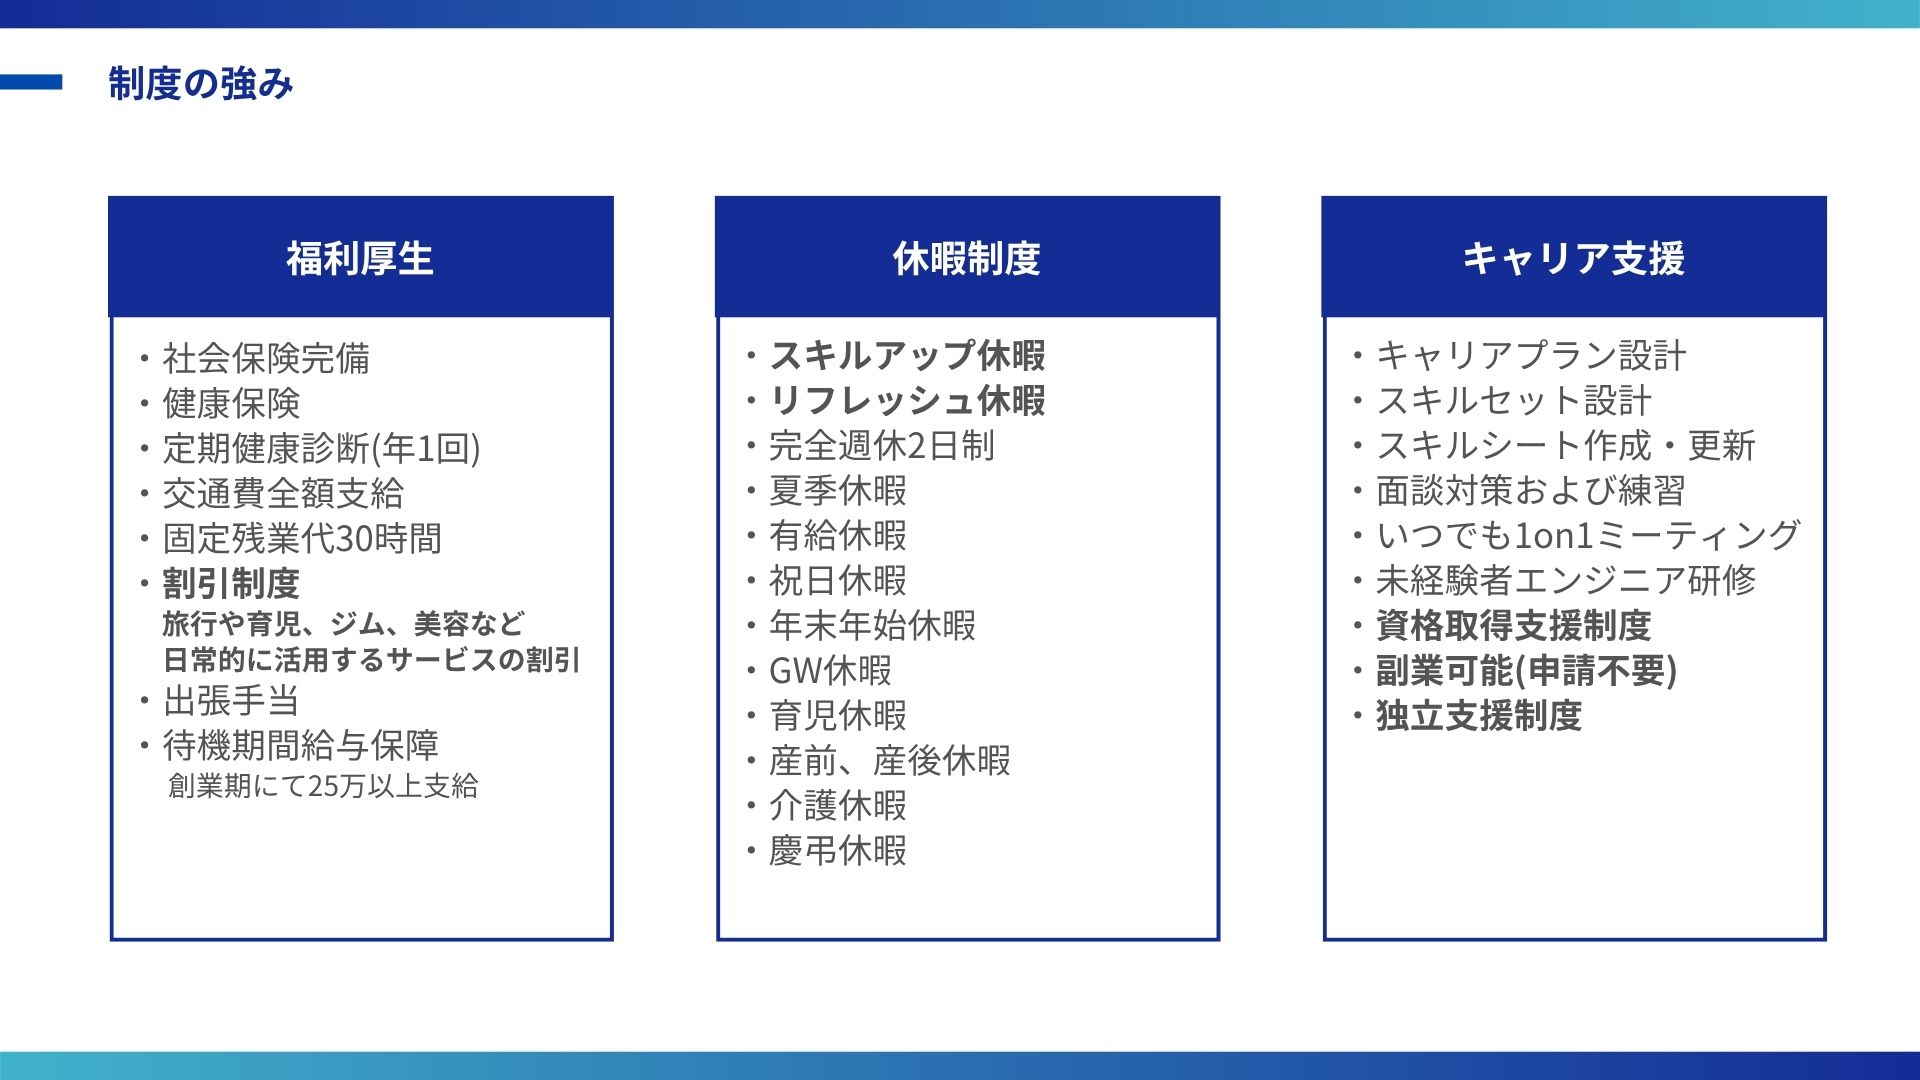 制度の強み
福利厚生
・社会保険完備
・健康保険
・定期健康診断(年1回)
・交通費全額支給
・固定残業代30時間
・割引制度
旅行や育児、ジム、美容など
日常的に活用するサービスの割引
・出張手当
・待機期間給与保障
創業期にて25万以上支給
休暇制度
・スキルアップ休暇
・リフレッシュ休暇
・完全週休2日制
・夏季休暇
・有給休暇
・祝日休暇
・年末年始休暇
・GW休暇
・育児休暇
・産前、産後休暇
・介護休暇
・慶弔休暇
キャリア支援
・キャリアプラン設計
・スキルセット設計
・スキルシート作成・更新
・面談対策および練習
・いつでも1on1ミーティング
・未経験者エンジニア研修
・資格取得支援制度
・副業可能(申請不要)
・独立支援制度